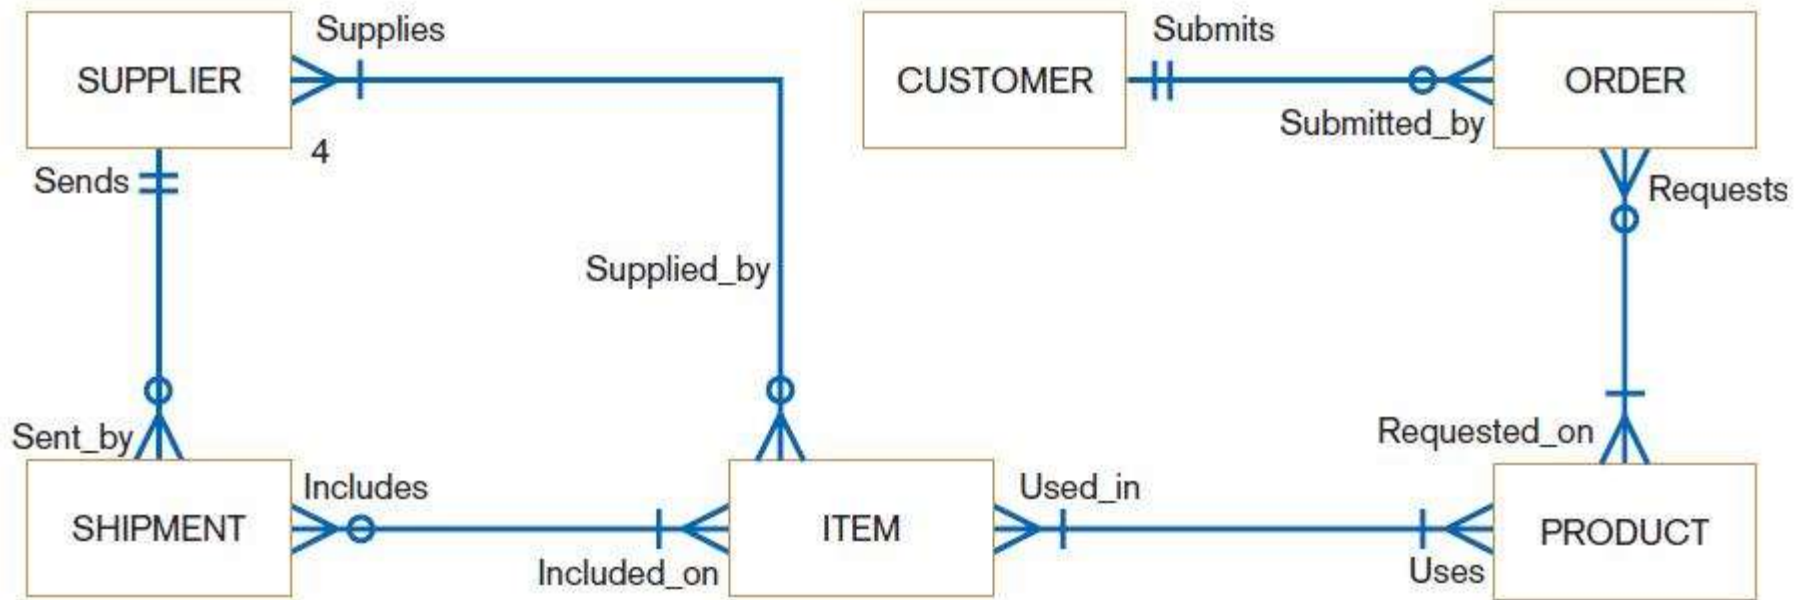 Supplies
Submits
SUPPLIER
CUSTOMER
ORDER
Submitted_by
4
Sends
Requests
Supplied_by
Sent_by
Requested_on
Includes
Used_in
SHIPMENT
ITEM
PRODUCT
Included_on
Uses